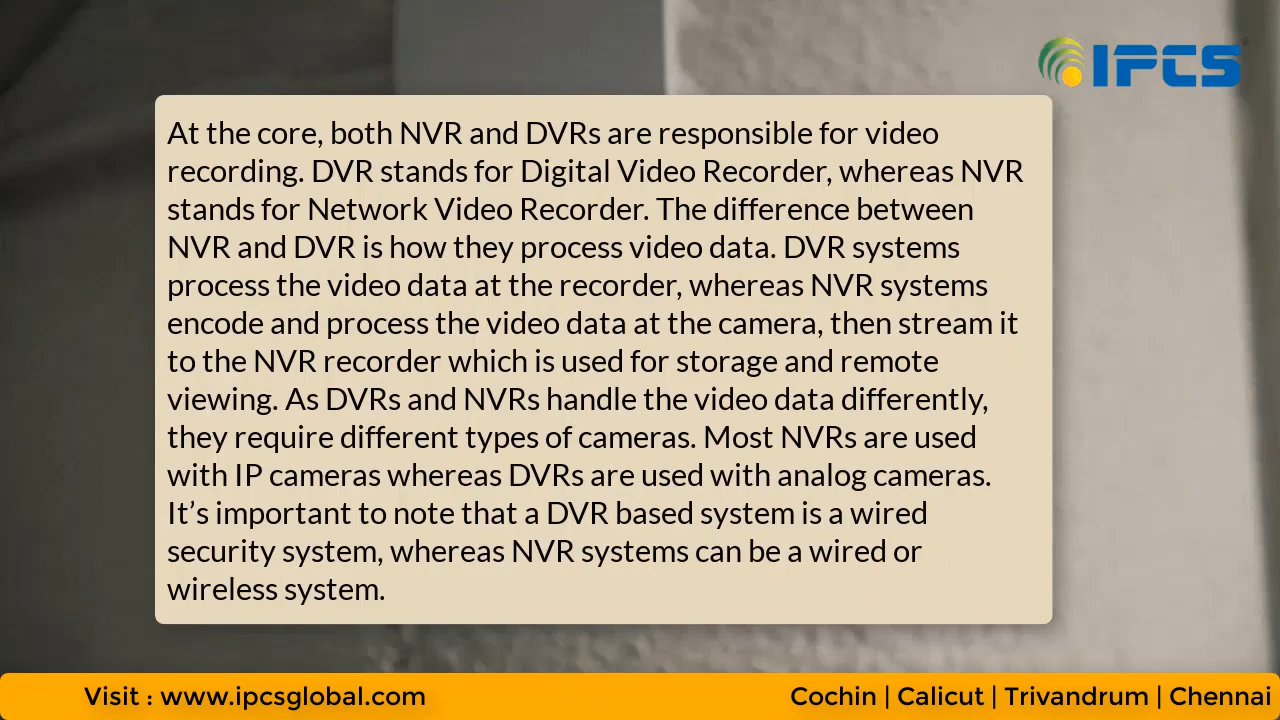 IPCS
At the core, both NVR and DVRs are responsible for video
recording. DVR stands for Digital Video Recorder, whereas NVR
stands for Network Video Recorder. The difference between
NVR and DVR is how they process video data. DVR systems
process the video data at the recorder, whereas NVR systems
encode and process the video data at the camera, then stream it
to the NVR recorder which is used for storage and remote
viewing. As DVRs and NVRs handle the video data differently,
they require different types of cameras. Most NVRs are used
with IP cameras whereas DVRs are used with analog cameras.
It’s important to note that a DVR based system is a wired
security system, whereas NVR systems can be a wired or
wireless system.
Visit : www.ipcsglobal.com
Cochin | Calicut | Trivandrum | Chennai